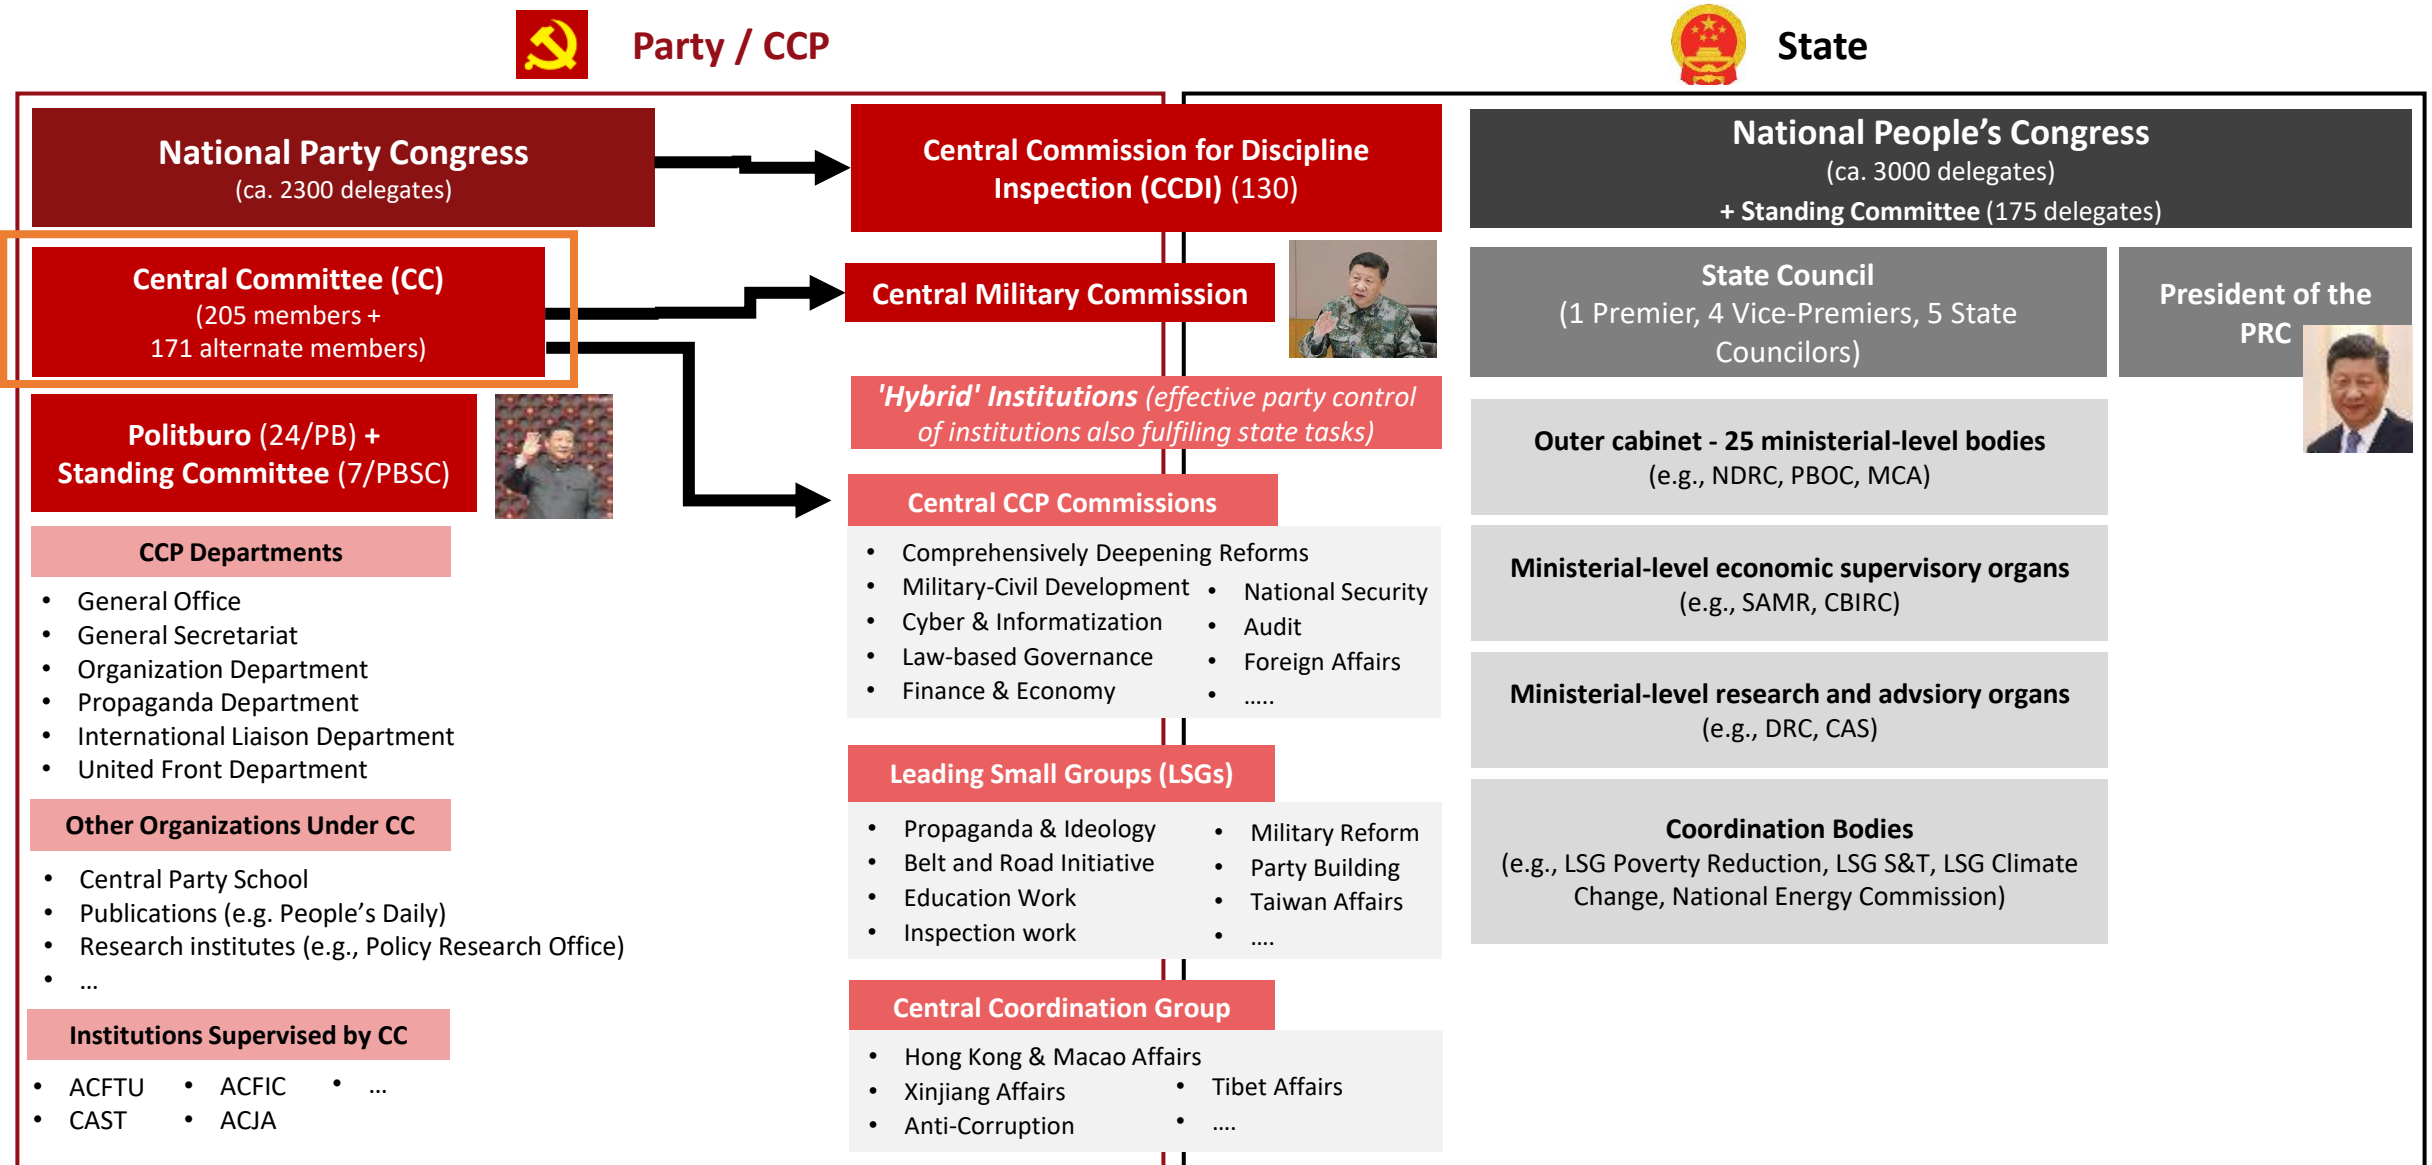 Party / CCP
State
National Party Congress
(ca. 2300 delegates)
Central Committee (CC)
(205 members +
171 alternate members)
Politburo (24/PB) +
Standing Committee (7/PBSC)
CCP Departments
• General Office
• General Secretariat
• Organization Department
• Propaganda Department
• International Liaison Department
• United Front Department
Other Organizations Under CC
• Central Party School
• Publications (e.g. People’s Daily)
• Research institutes (e.g., Policy Research Office)
• ...
Institutions Supervised by CC
• ACFTU
• CAST
• ACFIC
• ACJA
• ...
Central Commission for Discipline
Inspection (CCDI) (130)
Central Military Commission
'Hybrid' Institutions (effective party control
of institutions also fulfiling state tasks)
Central CCP Commissions
• Comprehensively Deepening Reforms
• Military-Civil Development
• Cyber & Informatization
• Law-based Governance
• Finance & Economy
• National Security
• Audit
• Foreign Affairs
• .....
Leading Small Groups (LSGs)
• Propaganda & Ideology
• Belt and Road Initiative
• Education Work
• Inspection work
• Military Reform
• Party Building
• Taiwan Affairs
• ....
Central Coordination Group
• Hong Kong & Macao Affairs
• Xinjiang Affairs
• Anti-Corruption
• Tibet Affairs
• ....
National People’s Congress
(ca. 3000 delegates)
+ Standing Committee (175 delegates)
State Council
(1 Premier, 4 Vice-Premiers, 5 State
Councilors)
President of the
PRC
Outer cabinet - 25 ministerial-level bodies
(e.g., NDRC, PBOC, MCA)
Ministerial-level economic supervisory organs
(e.g., SAMR, CBIRC)
Ministerial-level research and advsiory organs
(e.g., DRC, CAS)
Coordination Bodies
(e.g., LSG Poverty Reduction, LSG S&T, LSG Climate
Change, National Energy Commission)